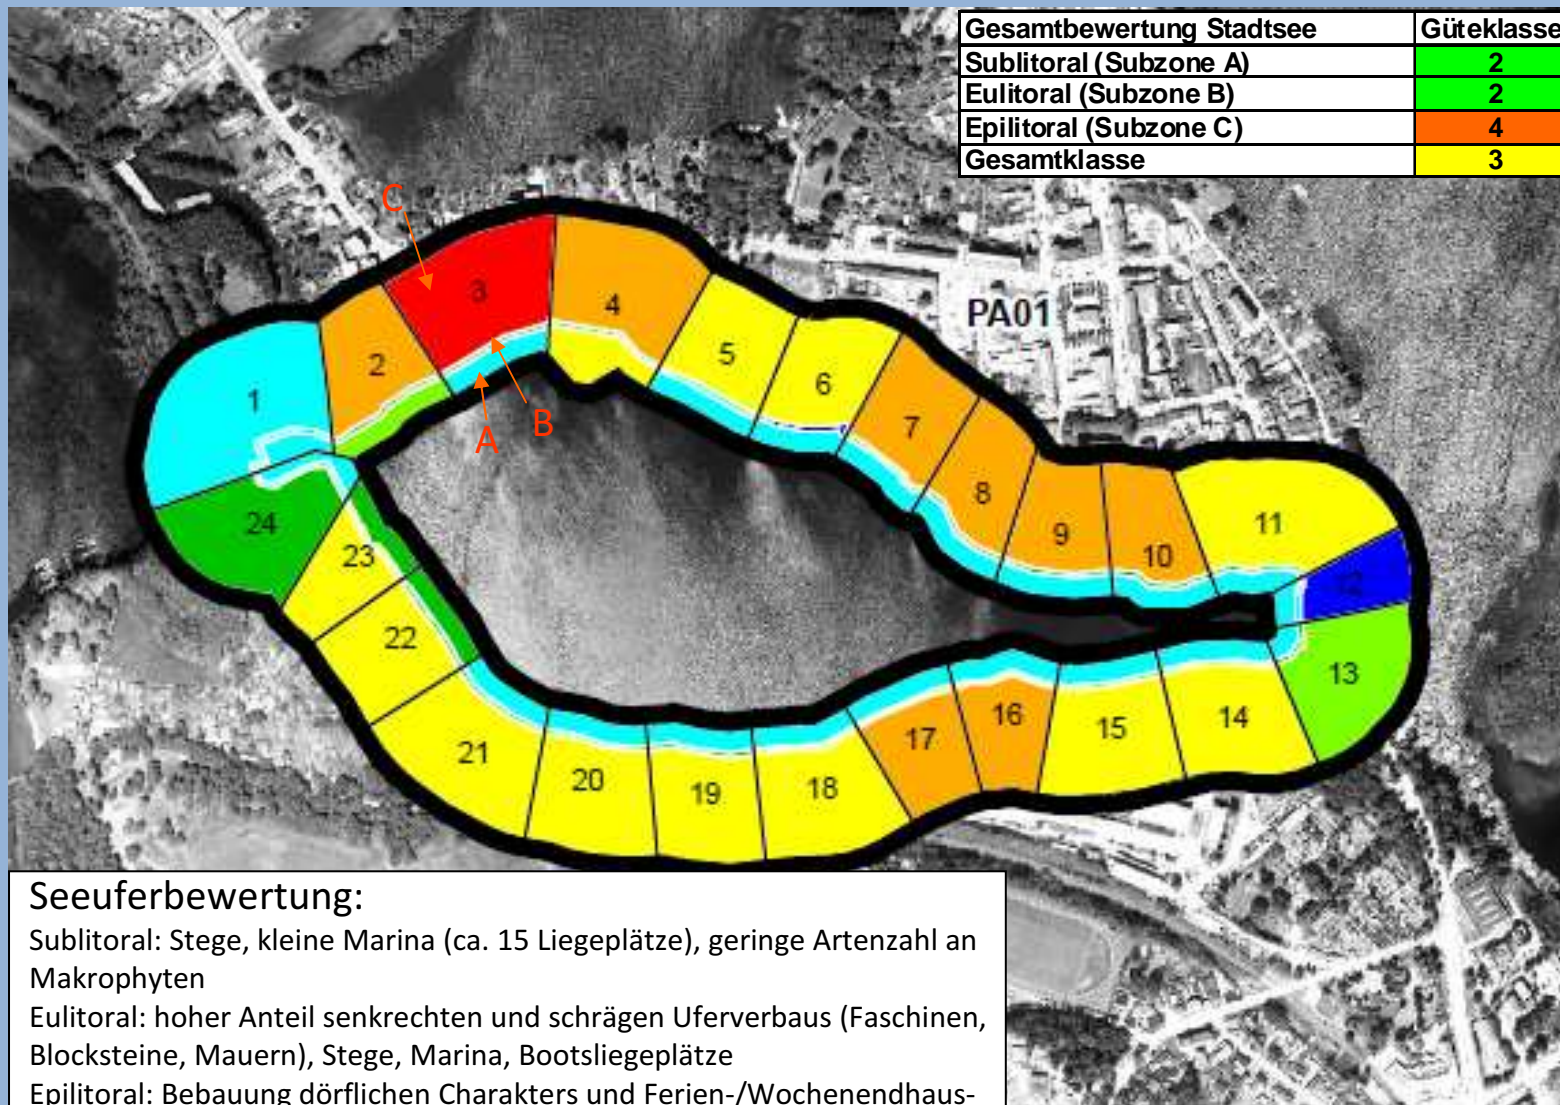 Gesamtbewertung Stadtsee Güteklasse
Sublitoral (Subzone A) 2
Eulitoral (Subzone B) 2
Epilitoral (Subzone C) 4
Gesamtklasse 3
C
3
4
PA01
2
5
6
1
A
B
7
8
9
10
11
24
23
12
22
13
21
20
19
18
17
16
15
14
Seeuferbewertung:
Sublitoral: Stege, kleine Marina (ca. 15 Liegeplätze), geringe Artenzahl an
Makrophyten
Eulitoral: hoher Anteil senkrechten und schrägen Uferverbaus (Faschinen,
Blocksteine, Mauern), Stege, Marina, Bootsliegeplätze
Epilitoral: Bebauung dörflichen Charakters und Ferien-/Wochenendhaus-